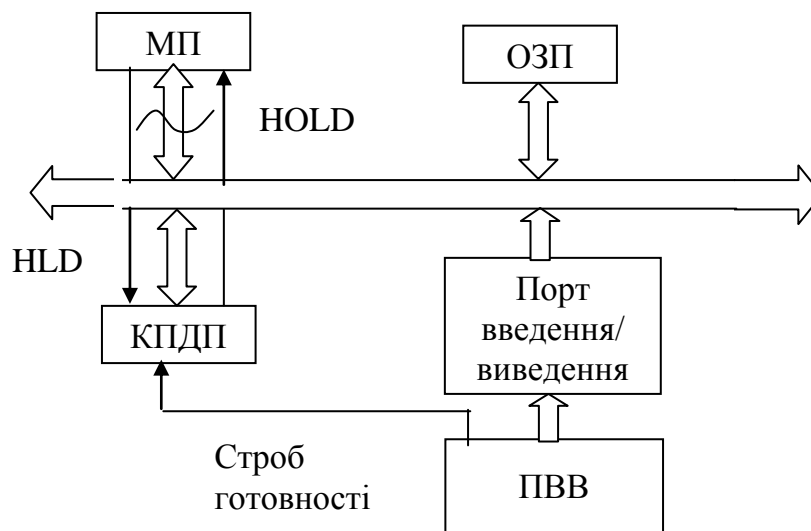 МП
ОЗП
HOLD
HLD
КПДП
Порт
введення/
виведення
Строб
готовності
ПВВ